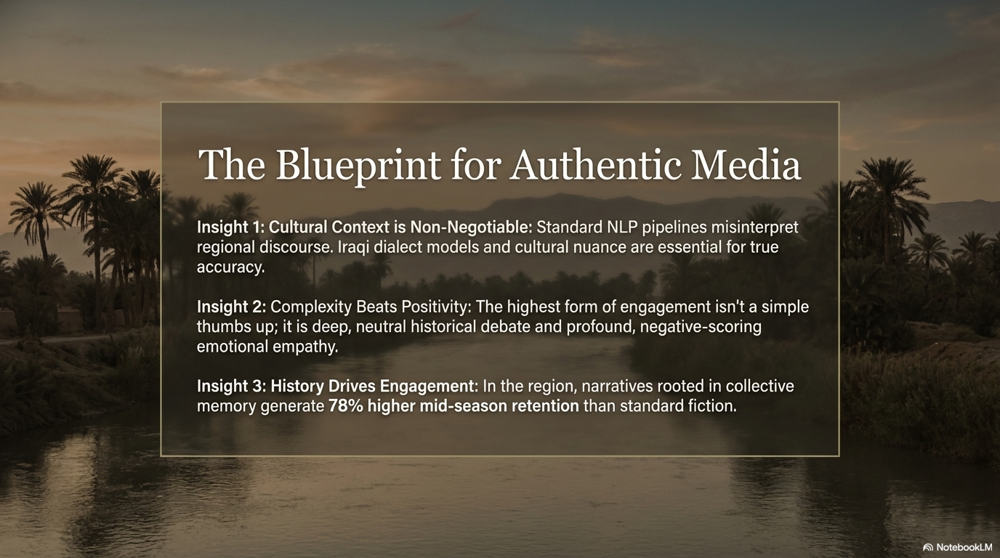 The Blueprint for Authentic Media
Insight 1: Cultural Context is Non-Negotiable: Standard NLP pipelines misinterpret
regional discourse. Iraqi dialect models and cultural nuance are essential for true
accuracy.
Insight 2: Complexity Beats Positivity: The highest form of engagement isn't a simple
thumbs up; it is deep, neutral historical debate and profound, negative-scoring
emotional empathy.
Insight 3: History Drives Engagement: In the region, narratives rooted in collective
memory generate 78% higher mid-season retention than standard fiction.
NotebookLM